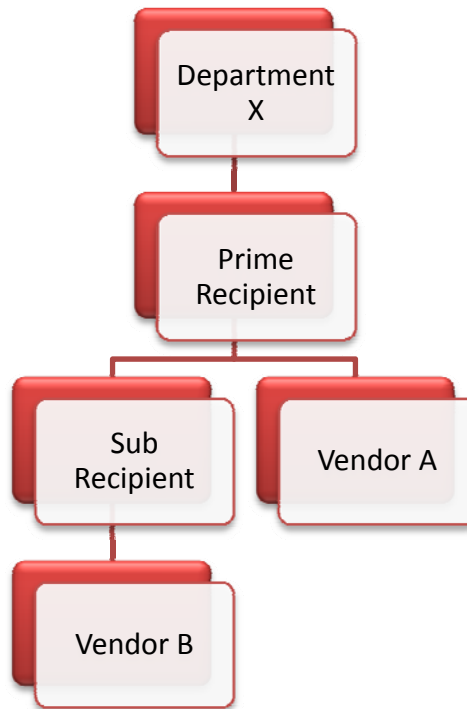 Department
X
Prime
Recipient
Sub
Recipient
Vendor A
Vendor B